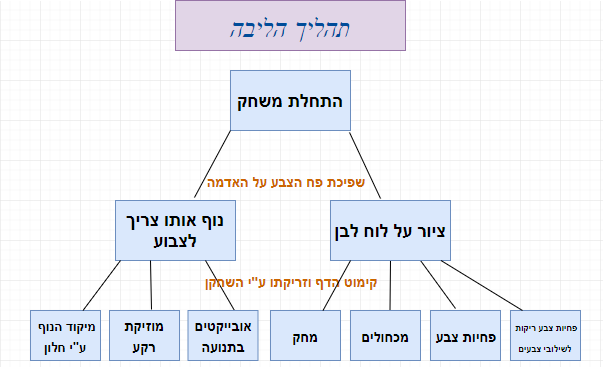 תהליך הליבה
התחלת משחק
שפיכת פח הצבע על האדמה
נוף אותו צריך
לצבוע
ציור על לוח לבן
קימוט הדף וזריקתו ע"י השחקן
מיקוד הנוף
ע"י חלון
מוזיקת
רקע
אובייקטים
בתנועה
מחק
מכחולים
פחיות צבע
פחיות צבע ריקות
לשילובי צבעים